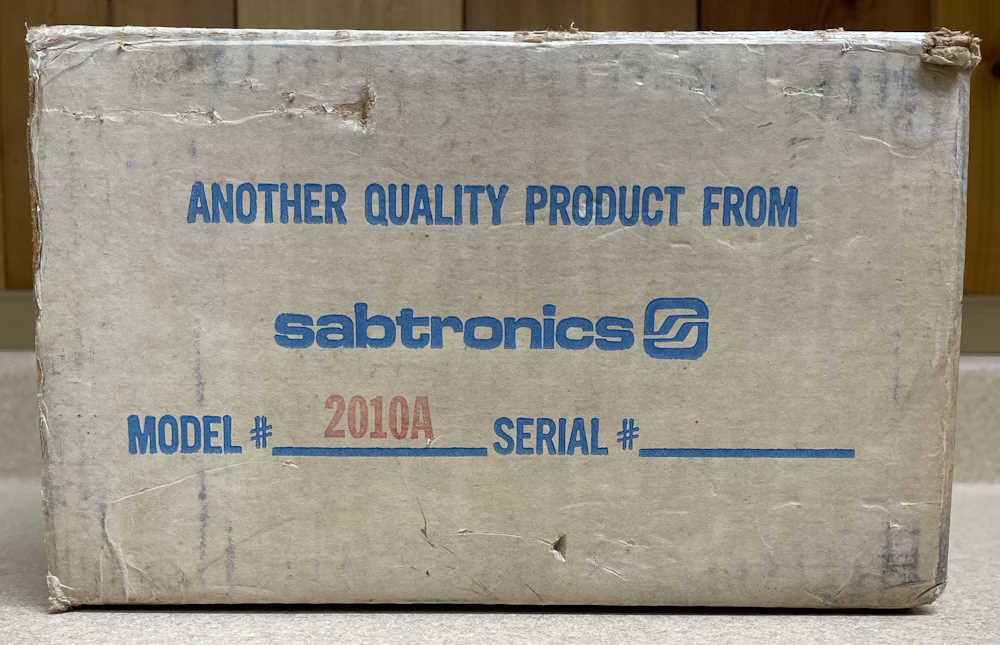 ANOTHER QUALITY PRODUCT FROM
sabtronics
MODEL # 2010A SERIAL #